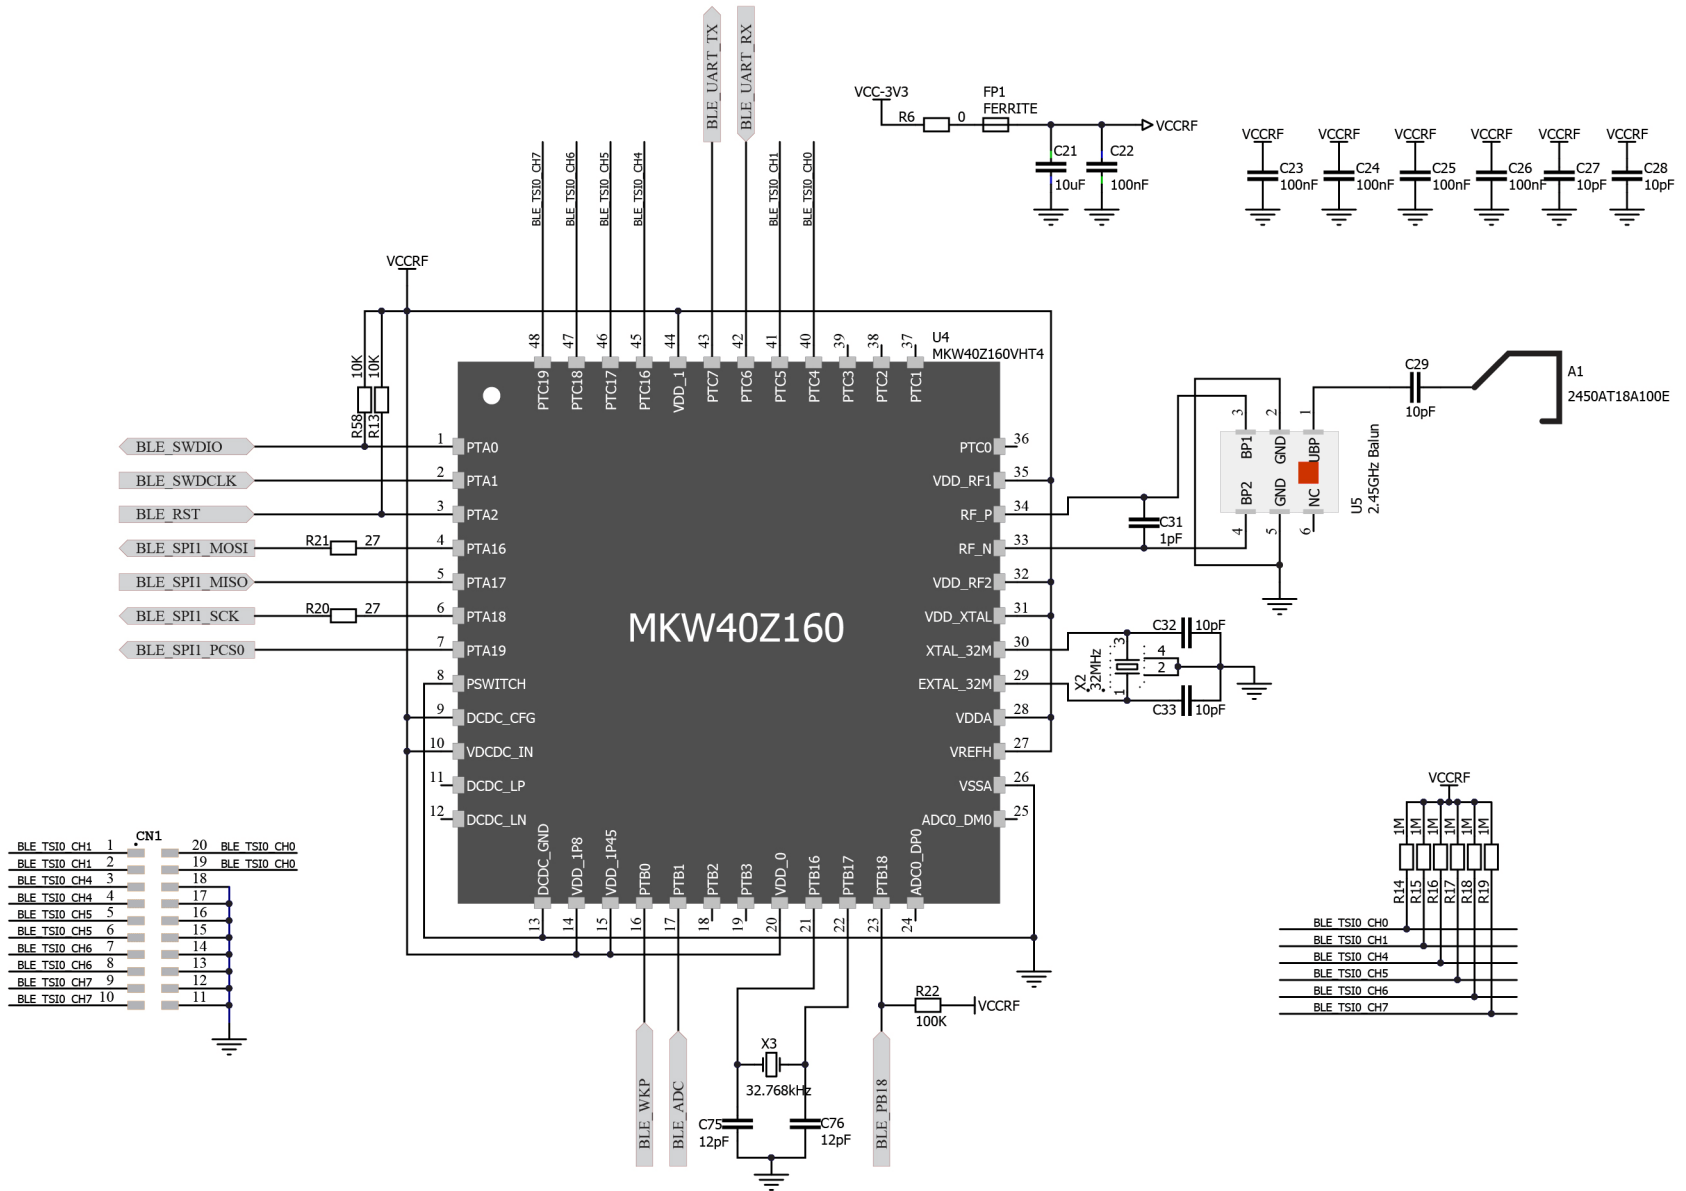 BLE_UART_TX
BLE_UART_RX
VCC-3V3
R6
0
FP1
FERRITE
VCCRF
C21
10uF
C22
100nF
VCCRF
C23
100nF
VCCRF
C24
100nF
VCCRF
C25
100nF
VCCRF
C26
100nF
VCCRF
C27
10pF
VCCRF
C28
10pF
BLE_TSI0_CH7
BLE_TSI0_CH6
BLE_TSI0_CH5
BLE_TSI0_CH4
BLE_TSI0_CH1
BLE_TSI0_CH0
VCCRF
10K
10K
R58
R13
48
47
46
45
44
43
42
41
40
39
38
37
U4
MKW40Z160VHT4
PTC19
PTC18
PTC17
PTC16
VDD_1
PTC7
PTC6
PTC5
PTC4
PTC3
PTC2
PTC1
BLE_SWDIO
1
PTA0
BLE_SWDCLK
2
PTA1
BLE_RST
3
PTA2
BLE_SPI1_MOSI
R21
27
4
PTA16
BLE_SPI1_MISO
5
PTA17
BLE_SPI1_SCK
R20
27
6
PTA18
BLE_SPI1_PCS0
7
PTA19
8
PSWITCH
9
DCDC_CFG
10
VDCDC_IN
11
DCDC_LP
12
DCDC_LN
MKW40Z160
PTC0
36
VDD_RF1
35
RF_P
34
RF_N
33
VDD_RF2
32
VDD_XTAL
31
XTAL_32M
30
EXTAL_32M
29
VDDA
28
VREFH
27
VSSA
26
ADC0_DM0
25
DCDC_GND
VDD_1P8
VDD_1P45
PTB0
PTB1
PTB2
PTB3
VDD_0
PTB16
PTB17
PTB18
ADC0_DP0
13
14
15
16
17
18
19
20
21
22
23
24
C31
1pF
3
2
1
BP1
GND
UBP
BP2
GND
NC
4
5
6
U5
2.45GHz Balun
C29
10pF
A1
2450AT18A100E
X2
32MHz
3
1
4
2
C32
10pF
C33
10pF
CN1
BLE_TSI0_CH1
1
20
BLE_TSI0_CH0
BLE_TSI0_CH1
2
19
BLE_TSI0_CH0
BLE_TSI0_CH4
3
18
BLE_TSI0_CH4
4
17
BLE_TSI0_CH5
5
16
BLE_TSI0_CH5
6
15
BLE_TSI0_CH6
7
14
BLE_TSI0_CH6
8
13
BLE_TSI0_CH7
9
12
BLE_TSI0_CH7
10
11
BLE_WKP
BLE_ADC
X3
32.768kHz
C75
12pF
C76
12pF
BLE_PB18
R22
100K
VCCRF
VCCRF
1M
1M
1M
1M
1M
1M
R14
R15
R16
R17
R18
R19
BLE_TSI0_CH0
BLE_TSI0_CH1
BLE_TSI0_CH4
BLE_TSI0_CH5
BLE_TSI0_CH6
BLE_TSI0_CH7